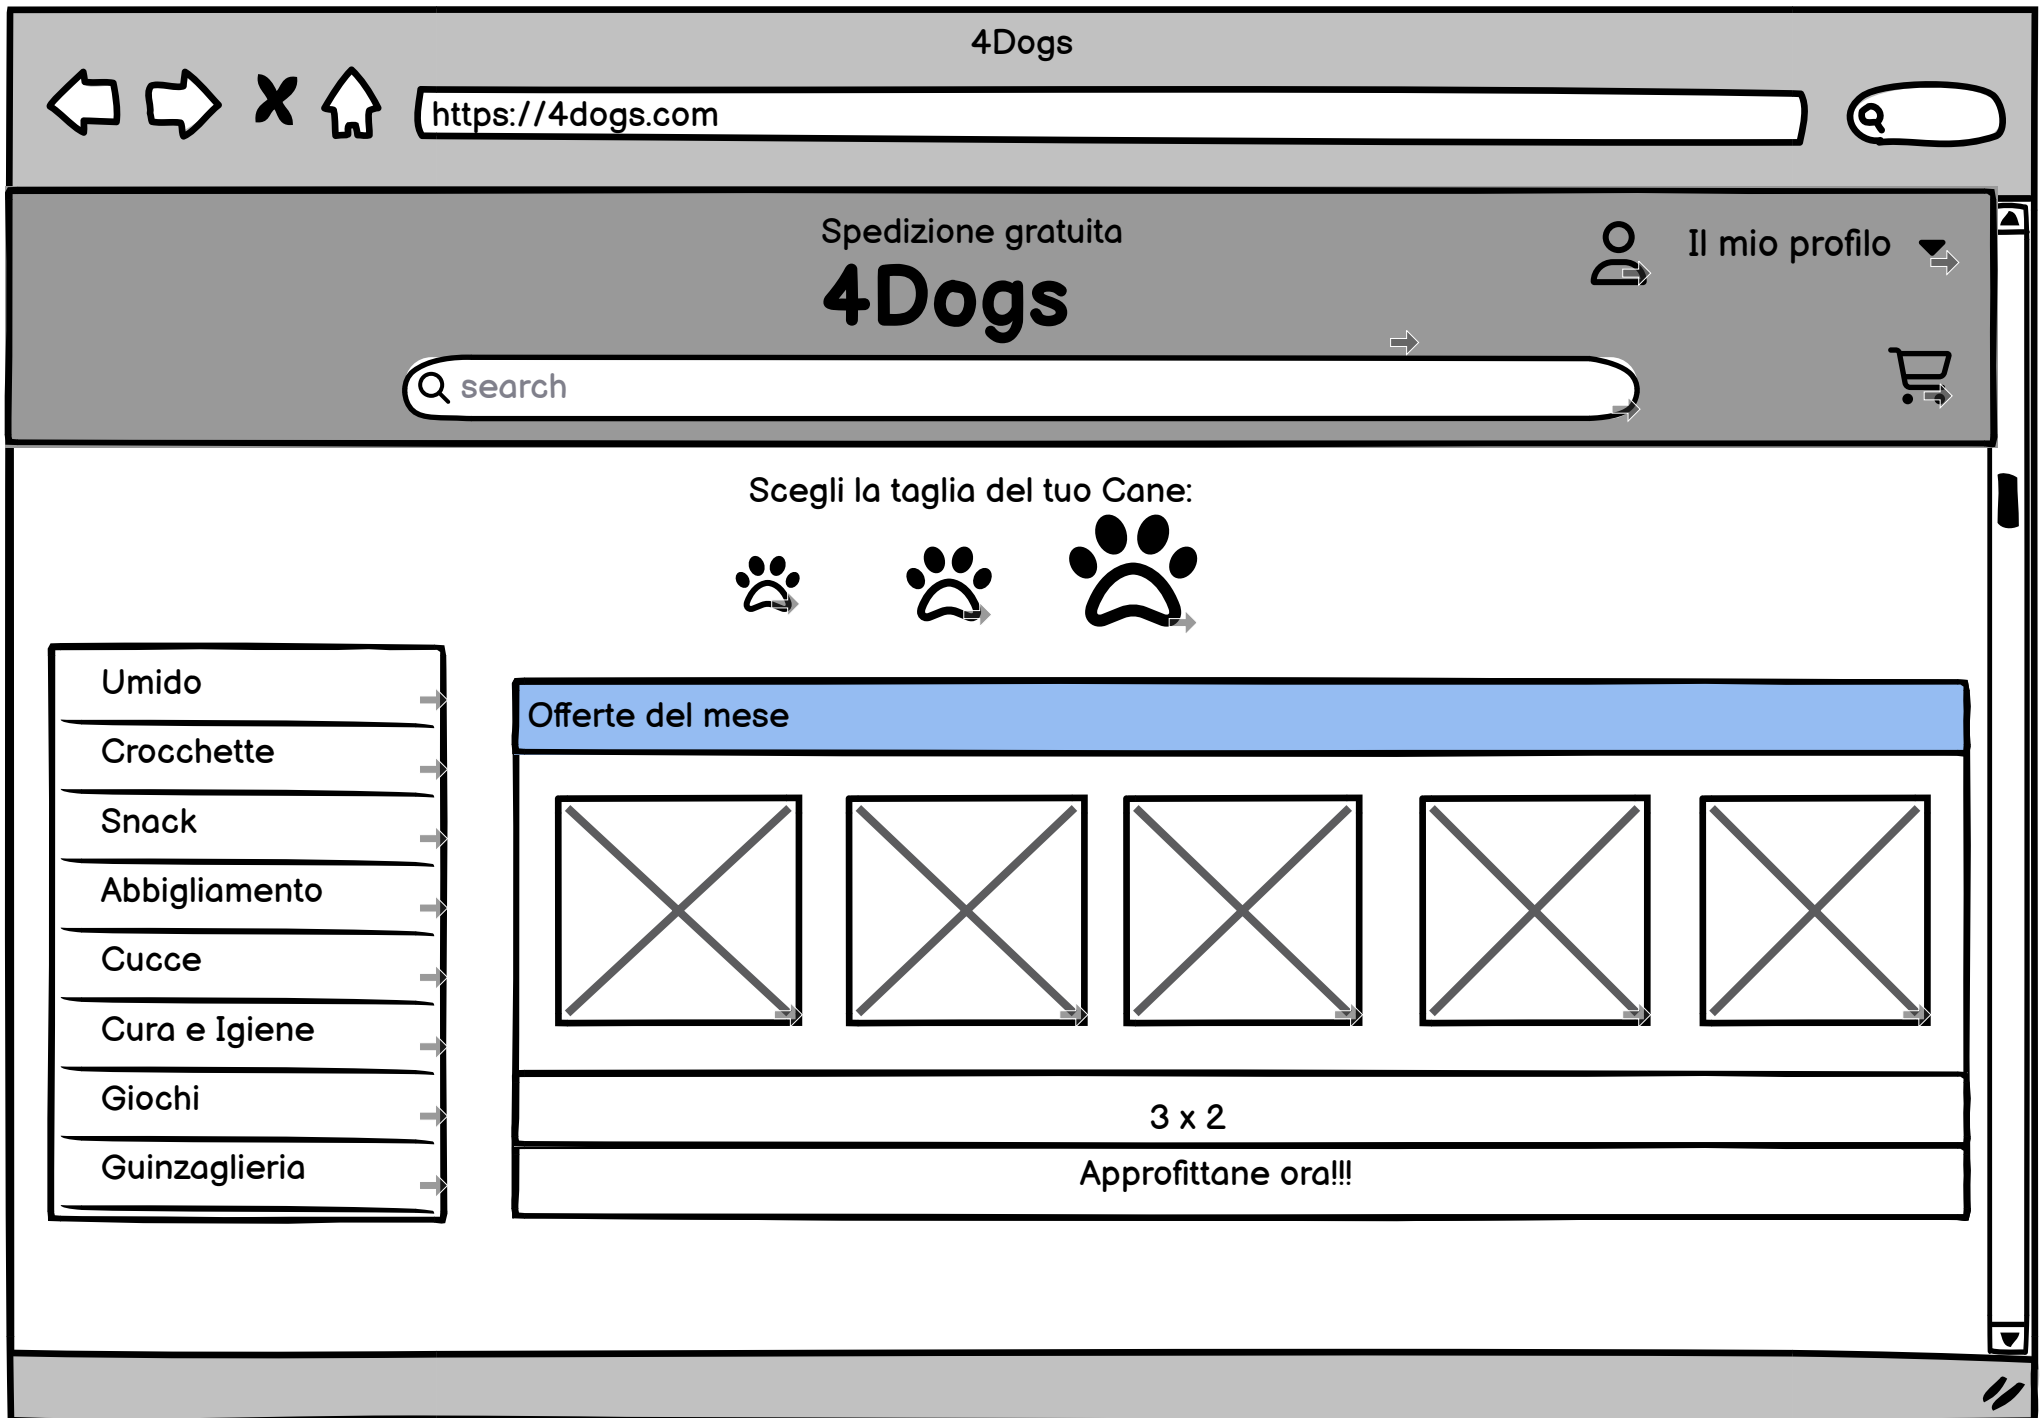 4Dogs
https://4dogs.com
Spedizione gratuita
Il mio profilo
4Dogs
search
Scegli la taglia del tuo Cane:
Umido
Crocchette
Snack
Abbigliamento
Cucce
Cura e Igiene
Giochi
Guinzaglieria
Offerte del mese
3 x 2
Approfittane ora!!!